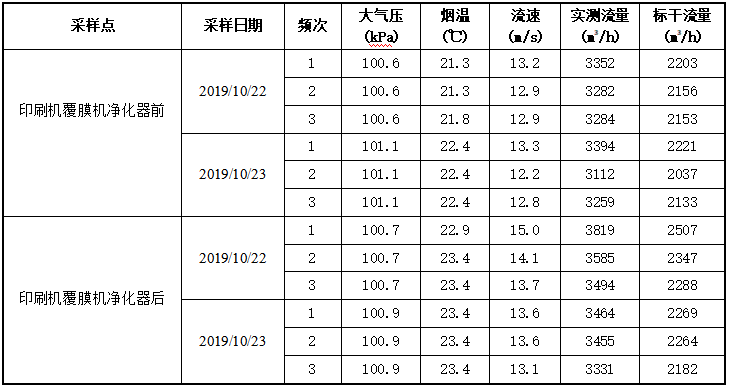 采样点 采样日期 频次 大气压 烟温 流速 实测流量 标干流量
(kPa) (℃) (m/s) (m³/h) (m³/h)
印刷机覆膜机净化器前 2019/10/22 1 100.6 21.3 13.2 3352 2203
2 100.6 21.3 12.9 3282 2156
3 100.6 21.8 12.9 3284 2153
2019/10/23 1 101.1 22.4 13.3 3394 2221
2 101.1 22.4 12.2 3112 2037
3 101.1 22.4 12.8 3259 2133
印刷机覆膜机净化器后 2019/10/22 1 100.7 22.9 15.0 3819 2507
2 100.7 23.4 14.1 3585 2347
3 100.7 23.4 13.7 3494 2288
2019/10/23 1 100.9 23.4 13.6 3464 2269
2 100.9 23.4 13.6 3455 2264
3 100.9 23.4 13.1 3331 2182